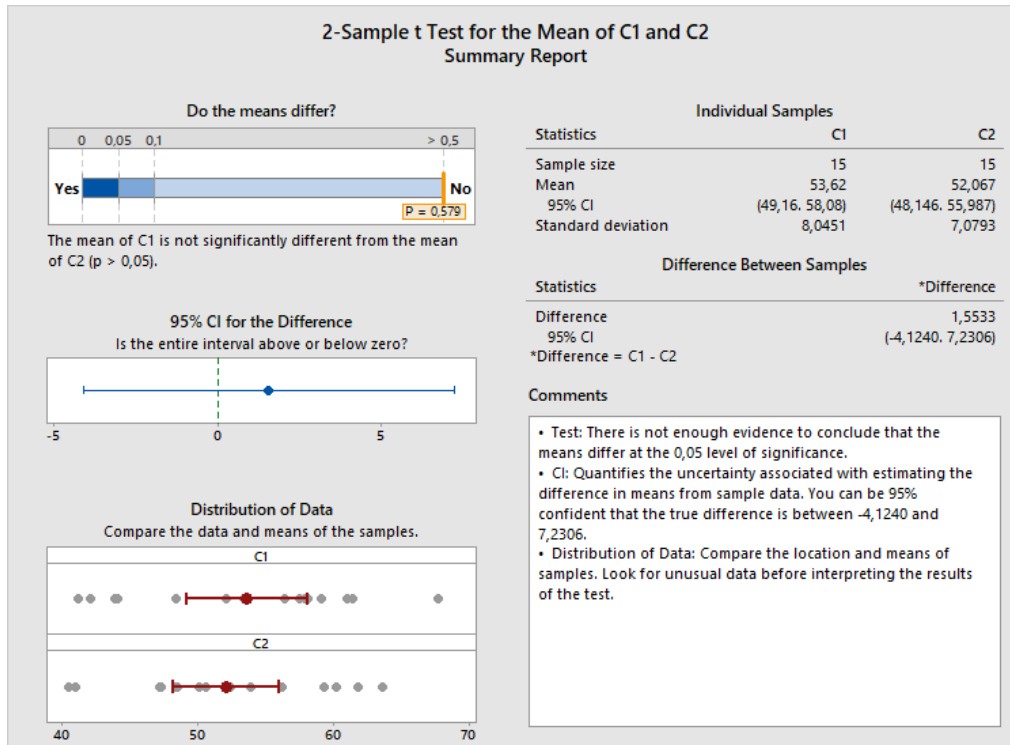 2-Sample t Test for the Mean of C1 and C2
Summary Report
Do the means differ?
0 0,05 0,1 > 0,5
Yes No
P = 0,579
The mean of C1 is not significantly different from the mean
of C2 (p > 0,05).
95% CI for the Difference
Is the entire interval above or below zero?
-5 0 5
Distribution of Data
Compare the data and means of the samples.
C1
C2
40 50 60 70
Individual Samples
Statistics C1 C2
Sample size 15 15
Mean 53,62 52,067
95% CI (49,16. 58,08) (48,146. 55,987)
Standard deviation 8,0451 7,0793
Difference Between Samples
Statistics *Difference
Difference 1,5533
95% CI (-4,1240. 7,2306)
*Difference = C1 - C2
Comments
• Test: There is not enough evidence to conclude that the
means differ at the 0,05 level of significance.
• CI: Quantifies the uncertainty associated with estimating the
difference in means from sample data. You can be 95%
confident that the true difference is between -4,1240 and
7,2306.
• Distribution of Data: Compare the location and means of
samples. Look for unusual data before interpreting the results
of the test.